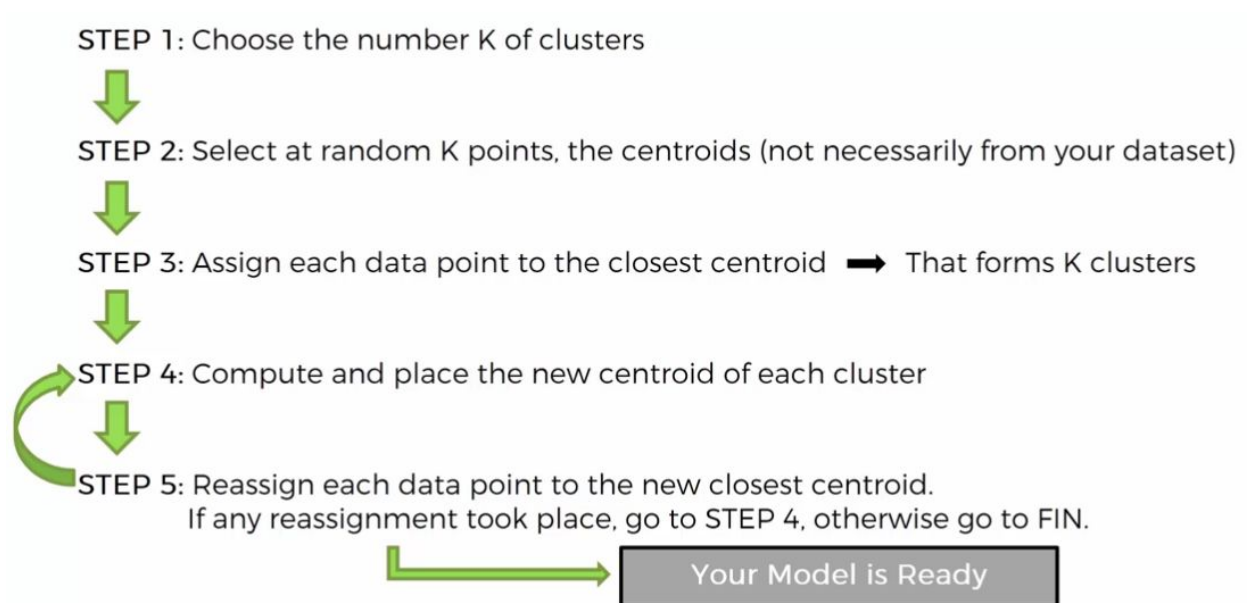 STEP 1: Choose the number K of clusters
STEP 2: Select at random K points, the centroids (not necessarily from your dataset)
STEP 3: Assign each data point to the closest centroid ➡ That forms K clusters
STEP 4: Compute and place the new centroid of each cluster
STEP 5: Reassign each data point to the new closest centroid.
If any reassignment took place, go to STEP 4, otherwise go to FIN.
Your Model is Ready